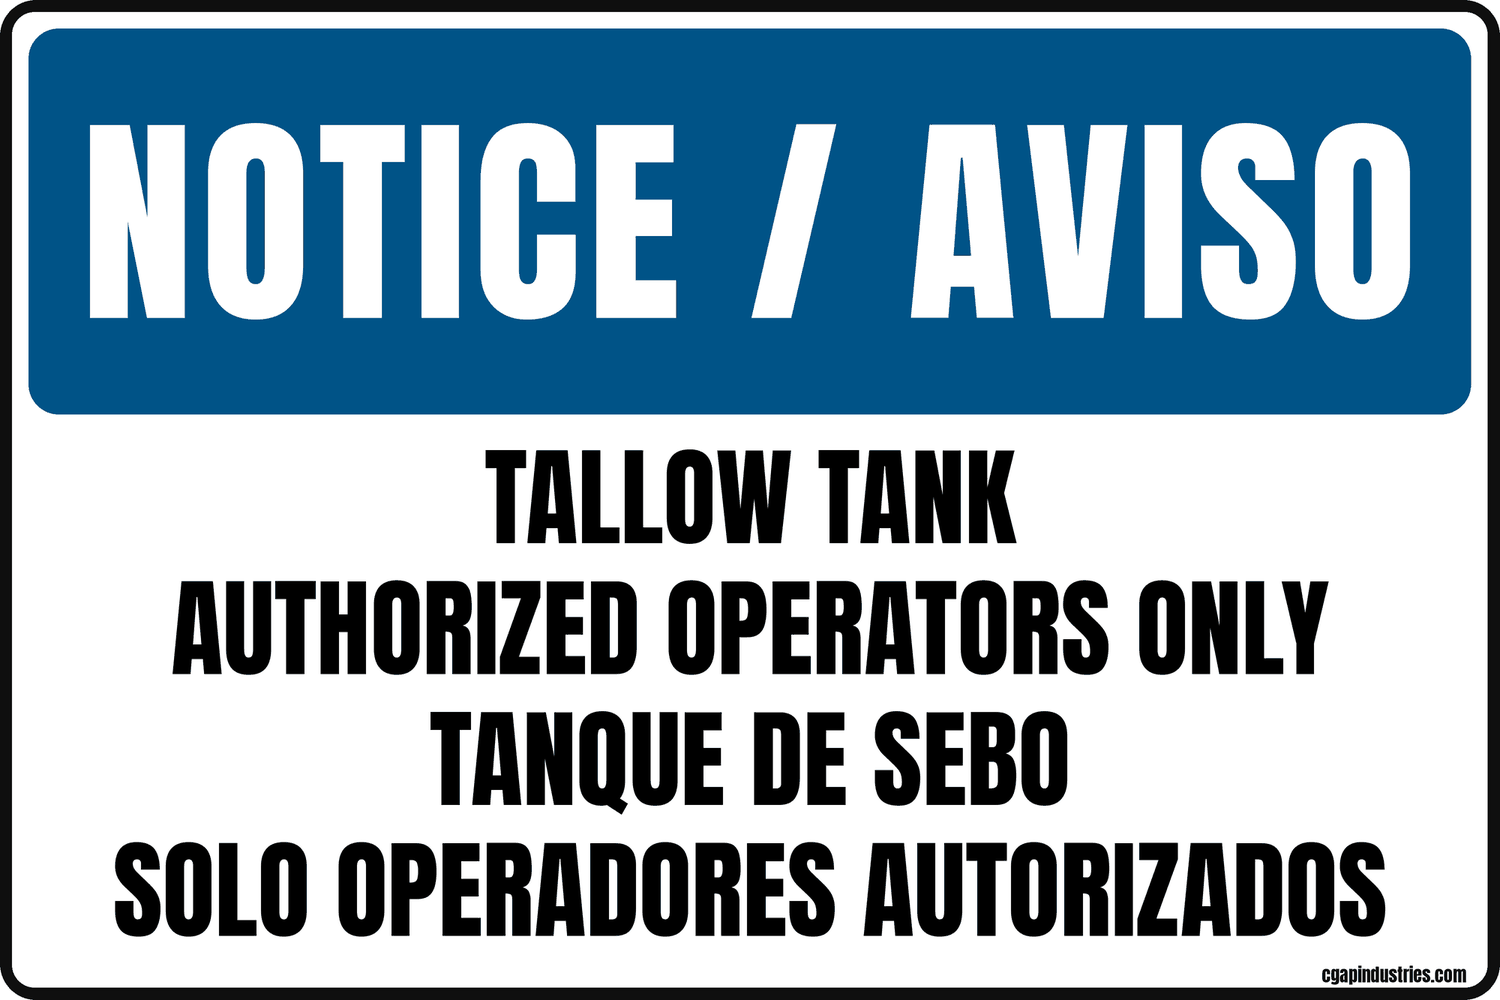 NOTICE / AVISO
TALLOW TANK
AUTHORIZED OPERATORS ONLY
TANQUE DE SEBO
SOLO OPERADORES AUTORIZADOS
cgapindustries.com